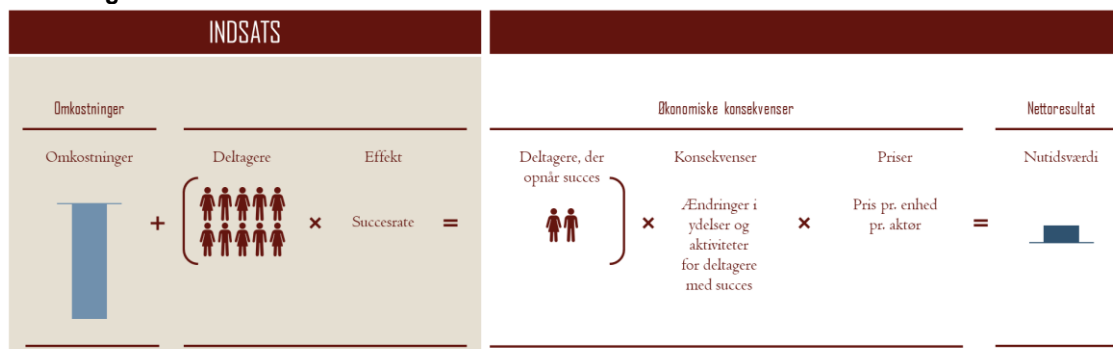 INDSATS
Omkostninger
Økonomiske konsekvenser
Nettoresultat
Omkostninger
Deltagere
Effekt
Deltagere, der
opnår succes
Konsekvenser
Priser
Nutidsværdi
+
×
Succesrate
=
×
Ændringer i
ydelser og
aktiviteter
for deltagere
med succes
×
Pris pr. enhed
pr. aktør
=